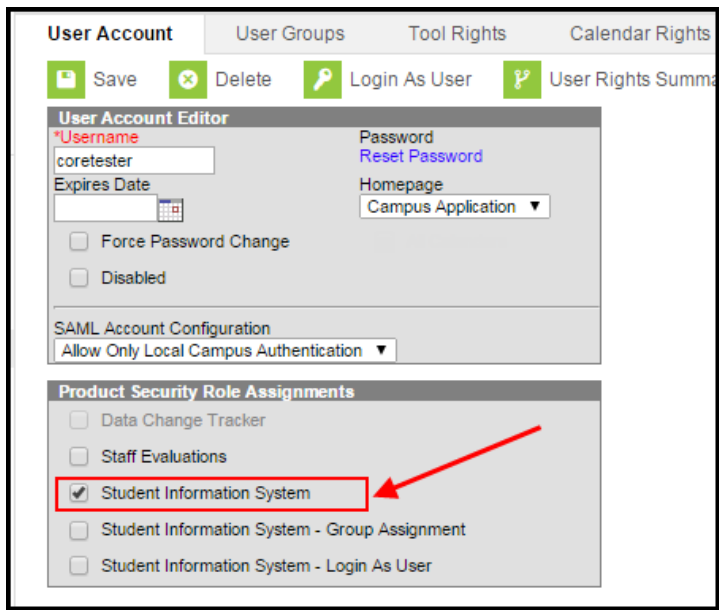 User Account User Groups Tool Rights Calendar Rights
Save Delete Login As User User Rights Summa
User Account Editor
*Username Password
coretester Reset Password
Expires Date Homepage
Campus Application
Force Password Change
Disabled
SAML Account Configuration
Allow Only Local Campus Authentication
Product Security Role Assignments
Data Change Tracker
Staff Evaluations
Student Information System
Student Information System - Group Assignment
Student Information System - Login As User